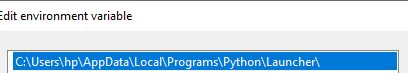 Edit environment variable
C:\Users\hp\AppData\Local\Programs\Python\Launcher\